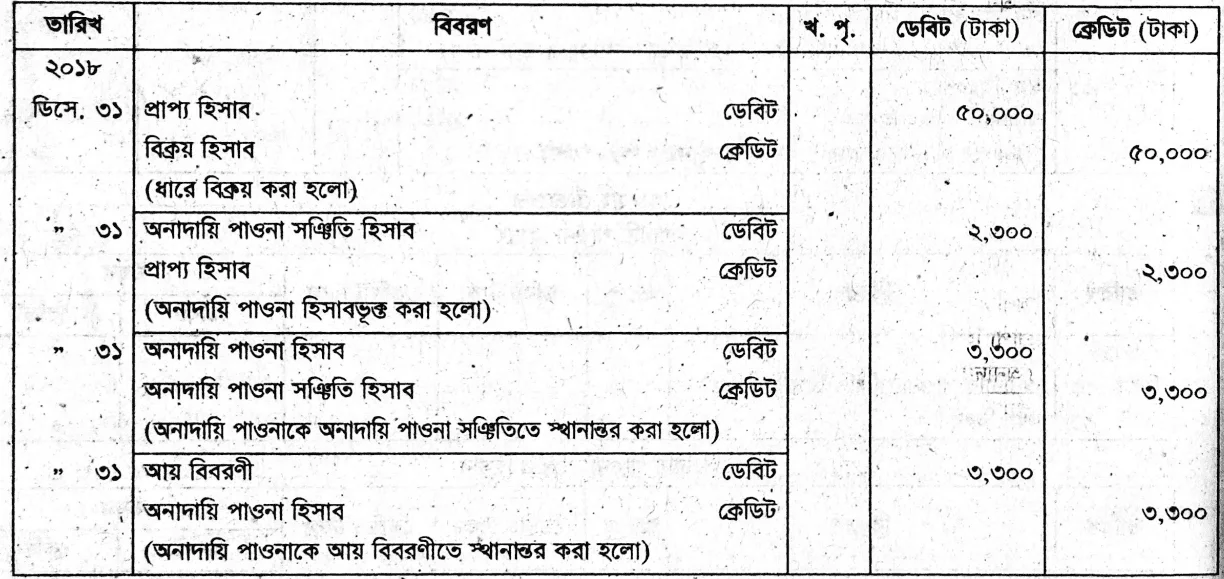 তারিখ বিবরণ খ. পৃ. ডেবিট (টাকা) ক্রেডিট (টাকা)
২০১৮
ডিসে. ৩১ প্রাপ্য হিসাব ডেবিট ৫০,০০০
বিক্রয় হিসাব ক্রেডিট ৫০,০০০
(ধারে বিক্রয় করা হলো)
" ৩১ অনাদায়ি পাওনা সঞ্চিতি হিসাব ডেবিট ২,৩০০
প্রাপ্য হিসাব ক্রেডিট ২,৩০০
(অনাদায়ি পাওনা হিসাবভূক্ত করা হলো)
" ৩১ অনাদায়ি পাওনা হিসাব ডেবিট ৩,৩০০
অনাদায়ি পাওনা সঞ্চিতি হিসাব ক্রেডিট ৩,৩০০
(অনাদায়ি পাওনাকে অনাদায়ি পাওনা সঞ্চিতিতে স্থানান্তর করা হলো)
" ৩১ আয় বিবরণী ডেবিট ৩,৩০০
অনাদায়ি পাওনা হিসাব ক্রেডিট ৩,৩০০
(অনাদায়ি পাওনাকে আয় বিবরণীতে স্থানান্তর করা হলো)